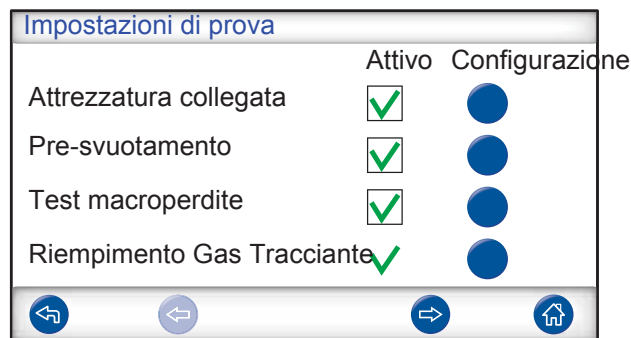 Impostazioni di prova
Attivo Configurazione
Attrezzatura collegata
Pre-svuotamento
Test macroperdite
Riempimento Gas Tracciante